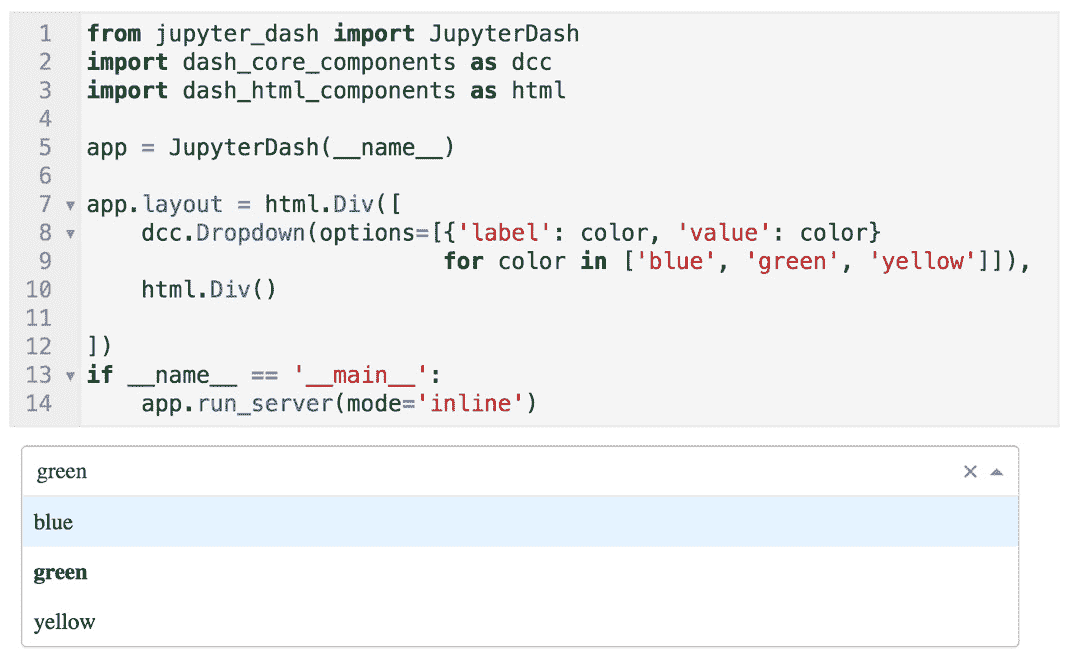 1 from jupyter_dash import JupyterDash
2 import dash_core_components as dcc
3 import dash_html_components as html
4
5 app = JupyterDash(__name__)
6
7 app.layout = html.Div([
8     dcc.Dropdown(options=[{'label': color, 'value': color}
9                           for color in ['blue', 'green', 'yellow']]),
10     html.Div()
11
12 ])
13 if __name__ == '__main__':
14     app.run_server(mode='inline')
green
blue
green
yellow